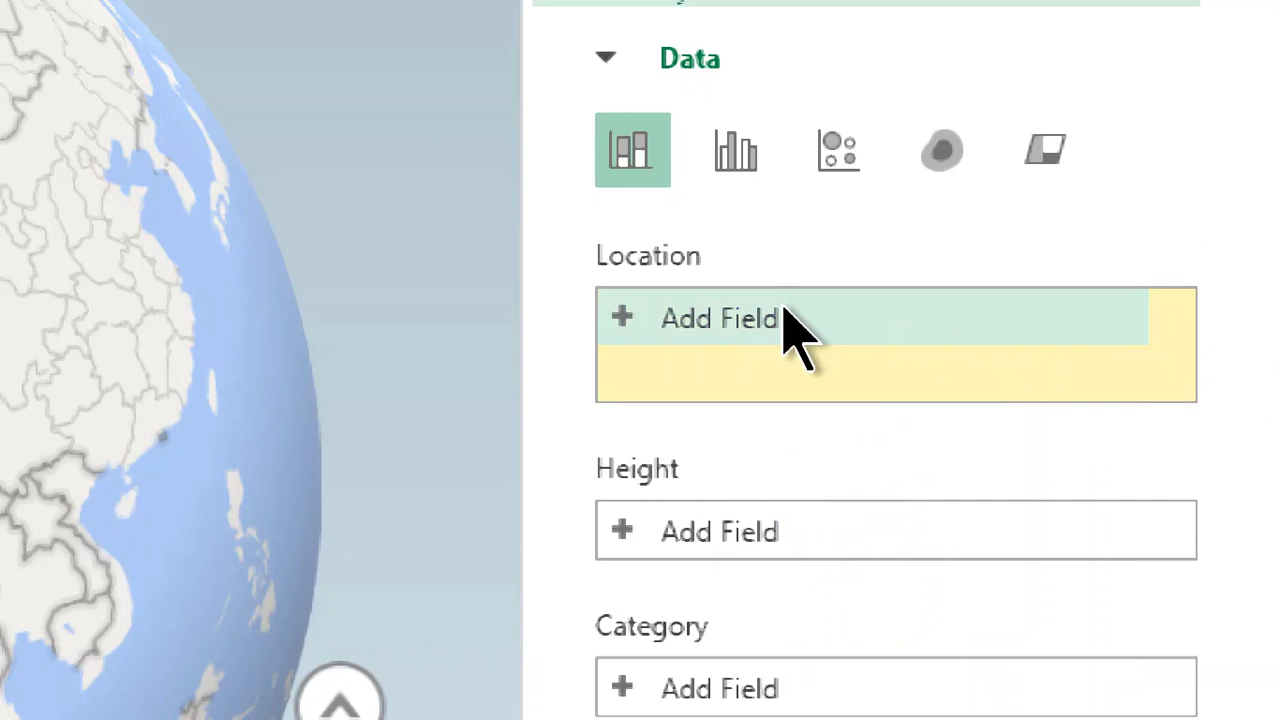 Data
Location
Add Field
Height
Add Field
Category
Add Field